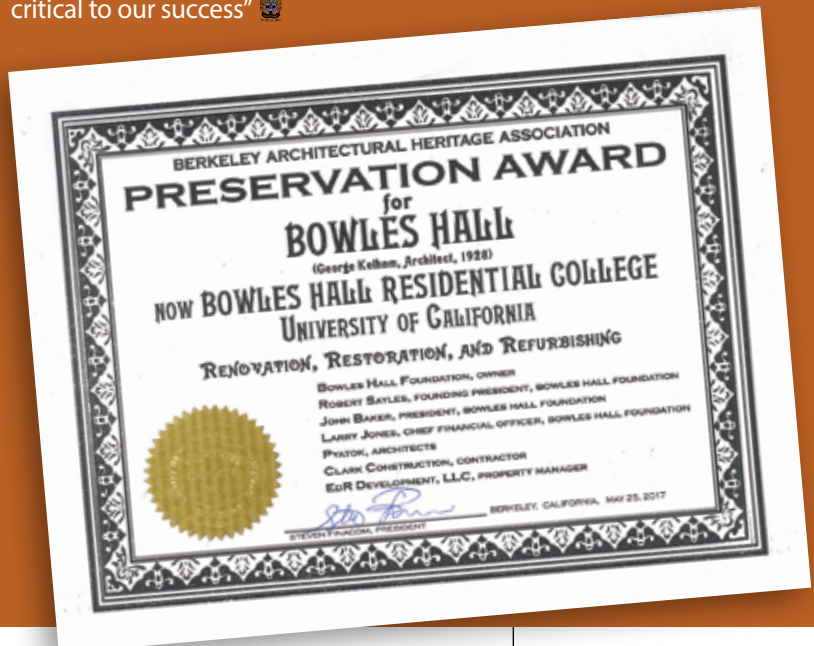 critical to our success”
BERKELEY ARCHITECTURAL HERITAGE ASSOCIATION
PRESERVATION AWARD
for
BOWLES HALL
(George Kelham, Architect, 1928)
NOW BOWLES HALL RESIDENTIAL COLLEGE
UNIVERSITY OF CALIFORNIA
RENOVATION, RESTORATION, AND REFURBISHING
BOWLES HALL FOUNDATION, OWNER
ROBERT SAYLES, FOUNDING PRESIDENT, BOWLES HALL FOUNDATION
JOHN BAKER, PRESIDENT, BOWLES HALL FOUNDATION
LARRY JONES, CHIEF FINANCIAL OFFICER, BOWLES HALL FOUNDATION
PYATOK, ARCHITECTS
CLARK CONSTRUCTION, CONTRACTOR
EDR DEVELOPMENT, LLC, PROPERTY MANAGER
BERKELEY, CALIFORNIA, MAY 25, 2017
STEVEN FINACOM, PRESIDENT